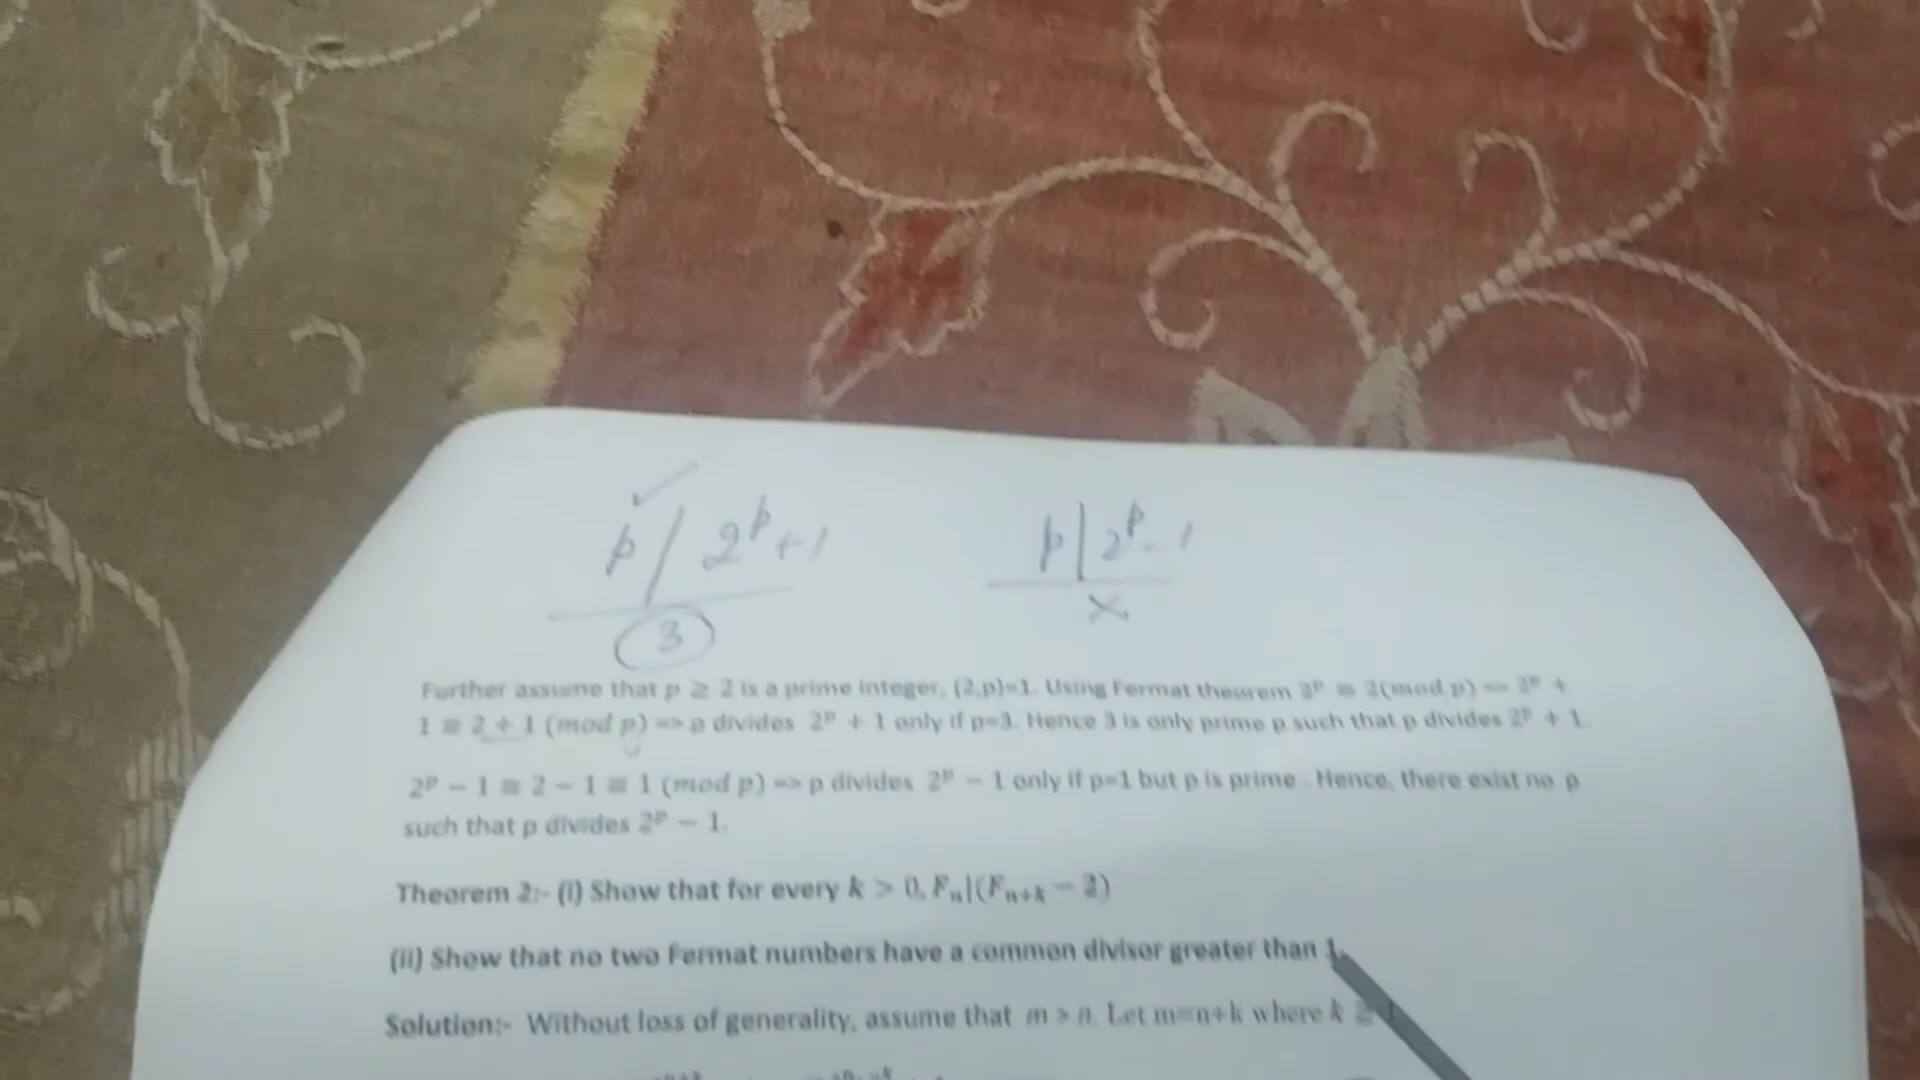 ✓
p / 2^p + 1    p | 2^p - 1
3    ×
Further assume that p ≥ 2 is a prime integer, (2,p)=1. Using Fermat theorem 2^p ≡ 2(mod p) => 2^p +
1 ≡ 2 + 1 (mod p) => p divides 2^p + 1 only if p=3. Hence 3 is only prime p such that p divides 2^p + 1.
2^p − 1 ≡ 2 − 1 ≡ 1 (mod p) => p divides 2^p − 1 only if p=1 but p is prime. Hence, there exist no p
such that p divides 2^p − 1.
Theorem 2:- (i) Show that for every k > 0, F_n|(F_{n+k} − 2)
(ii) Show that no two Fermat numbers have a common divisor greater than 1.
Solution:- Without loss of generality, assume that m > n. Let m=n+k where k ≥